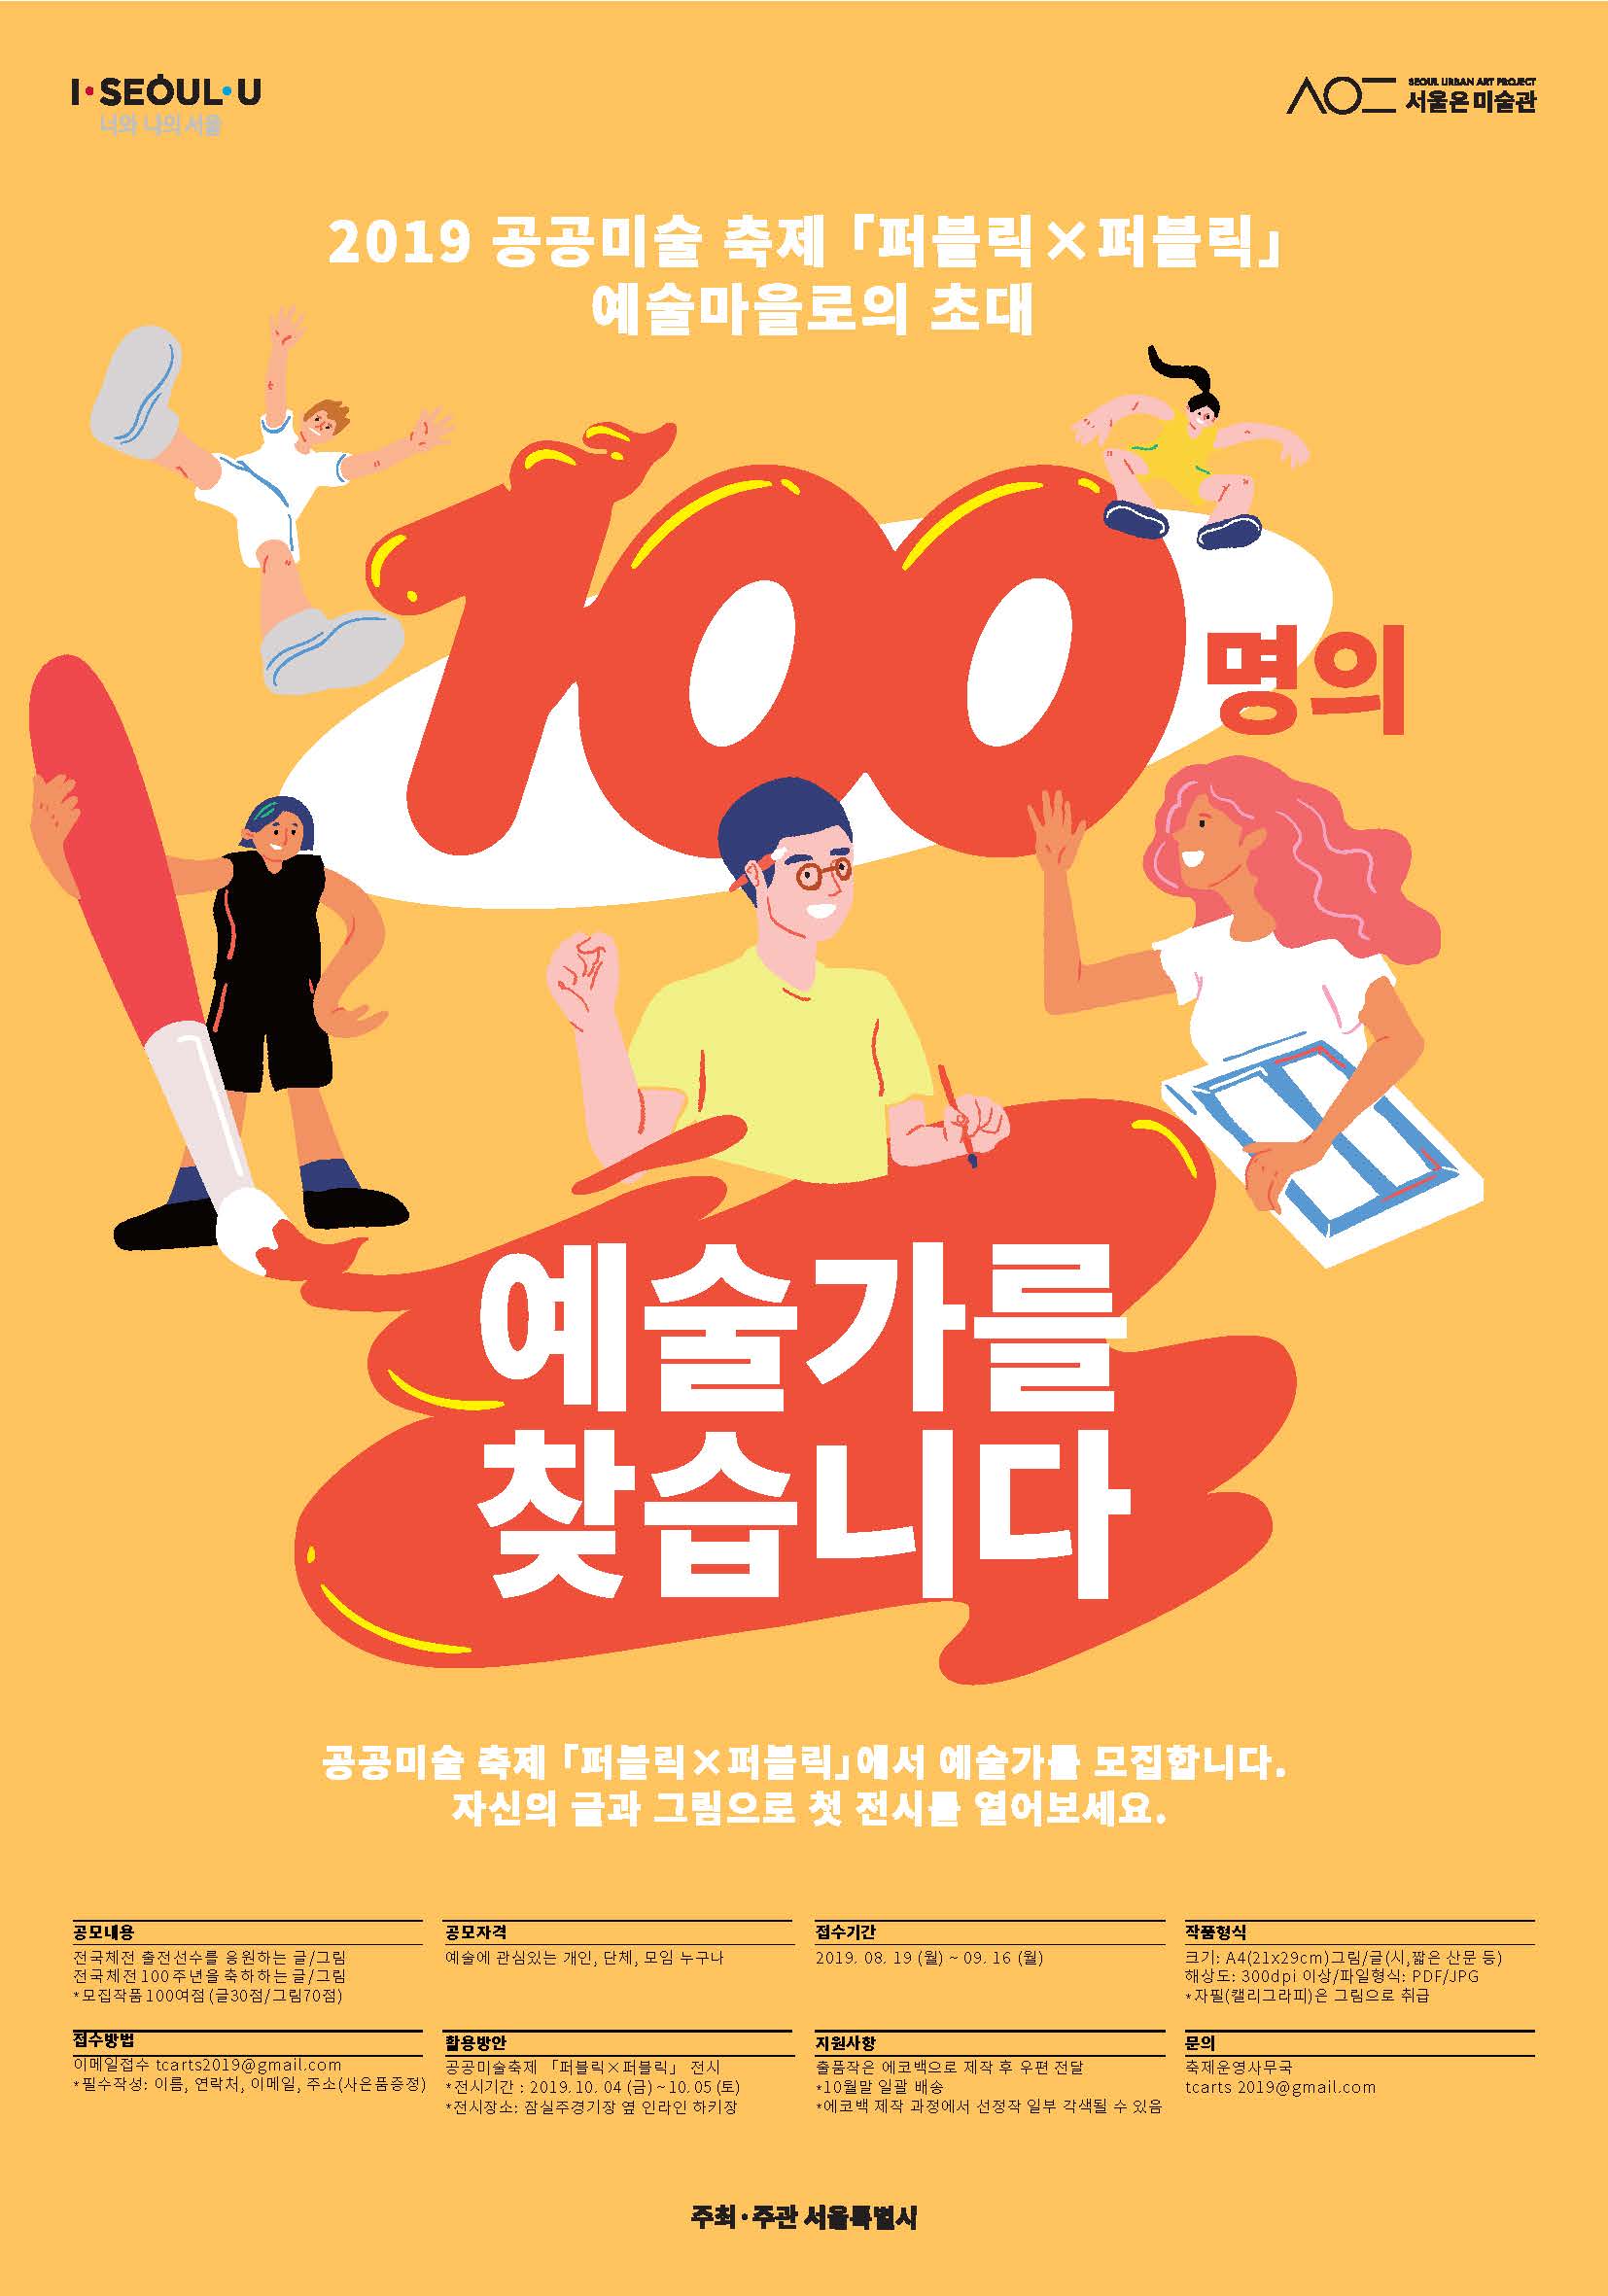 I·SEOUL·U
너와 나의 서울
SEOUL URBAN ART PROJECT
서울은 미술관
2019 공공미술 축제 「퍼블릭×퍼블릭」
예술마을로의 초대
100명의
예술가를
찾습니다
공공미술 축제 「퍼블릭×퍼블릭」에서 예술가를 모집합니다.
자신의 글과 그림으로 첫 전시를 열어보세요.
공모내용
전국체전 출전선수를 응원하는 글/그림
전국체전 100주년을 축하하는 글/그림
*모집작품 100여점 (글30점/그림70점)
공모자격
예술에 관심있는 개인, 단체, 모임 누구나
접수기간
2019. 08. 19 (월) ~ 09. 16 (월)
작품형식
크기: A4(21x29cm)그림/글(시,짧은 산문 등)
해상도: 300dpi 이상/파일형식: PDF/JPG
*자필(캘리그라피)은 그림으로 취급
접수방법
이메일접수 tcarts2019@gmail.com
*필수작성: 이름, 연락처, 이메일, 주소(사은품증정)
활용방안
공공미술축제 「퍼블릭×퍼블릭」 전시
*전시기간 : 2019. 10. 04 (금) ~ 10. 05 (토)
*전시장소: 잠실주경기장 옆 인라인 하키장
지원사항
출품작은 에코백으로 제작 후 우편 전달
*10월말 일괄 배송
*에코백 제작 과정에서 선정작 일부 각색될 수 있음
문의
축제운영사무국
tcarts 2019@gmail.com
주최·주관 서울특별시